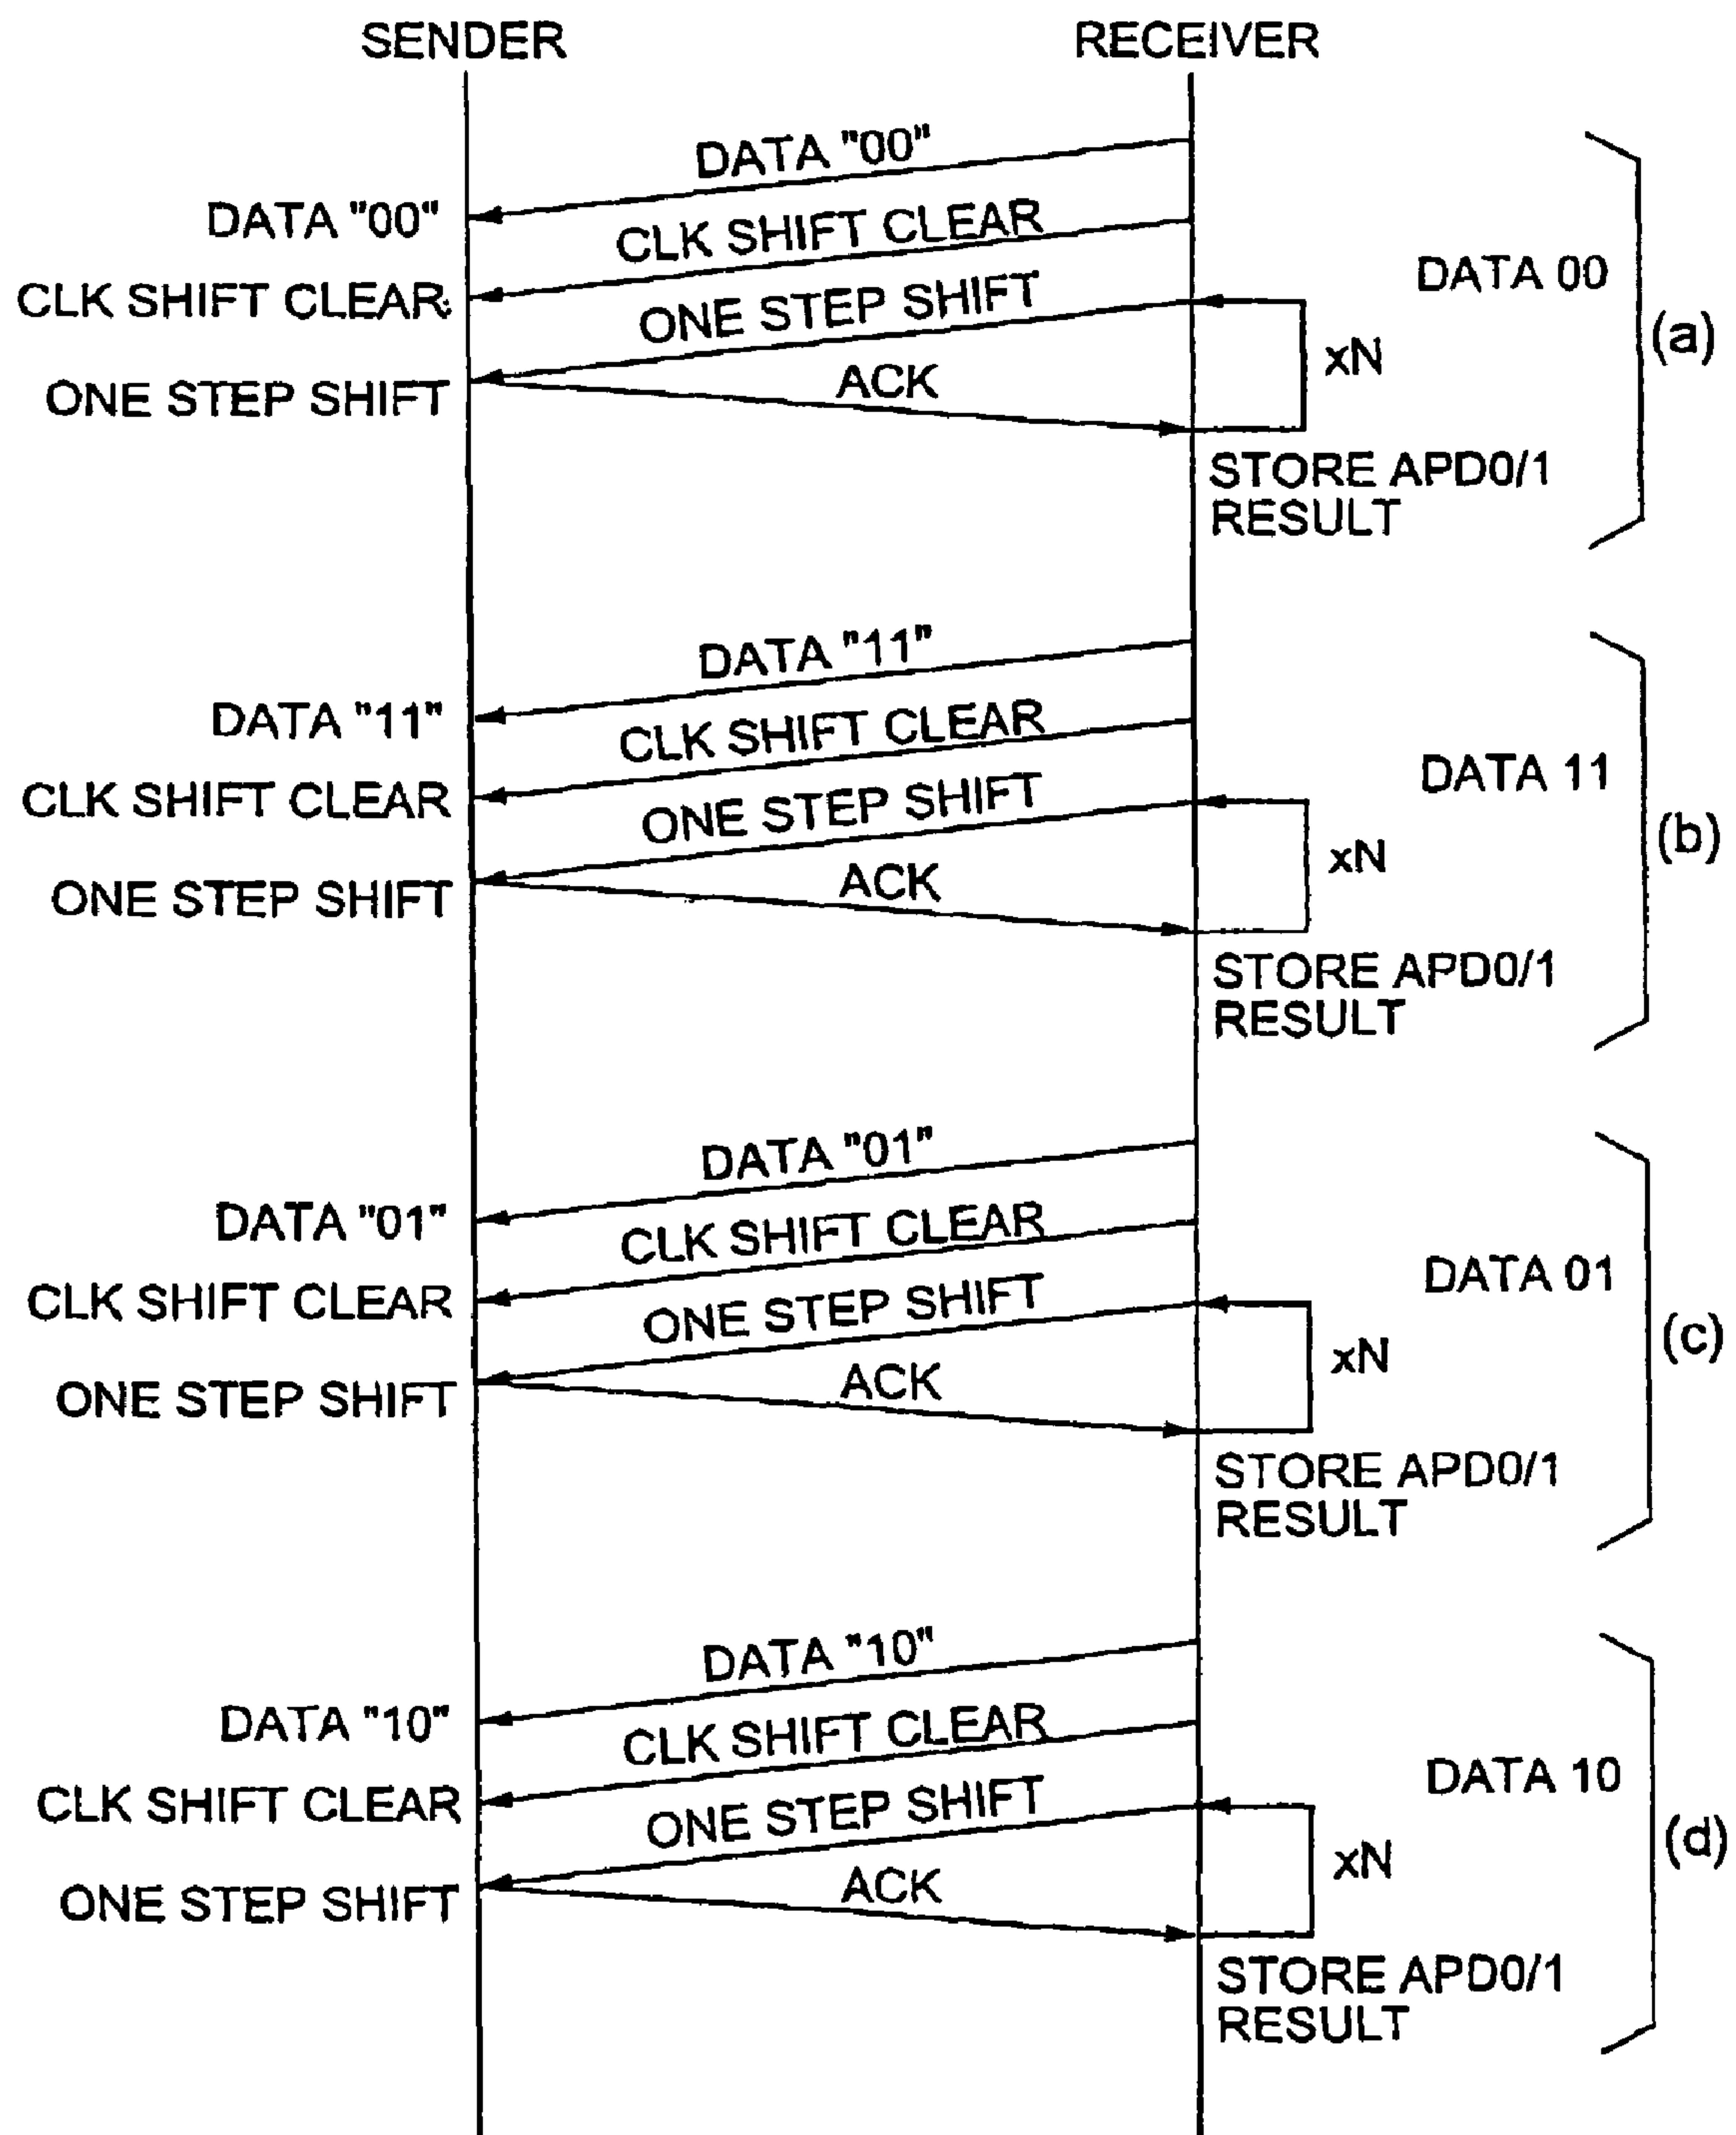 SENDER
RECEIVER
DATA "00"
DATA "00"
CLK SHIFT CLEAR
CLK SHIFT CLEAR
DATA 00
ONE STEP SHIFT
(a)
xN
ACK
ONE STEP SHIFT
STORE APD0/1
RESULT
DATA "11"
DATA "11"
CLK SHIFT CLEAR
CLK SHIFT CLEAR
DATA 11
ONE STEP SHIFT
(b)
xN
ACK
ONE STEP SHIFT
STORE APD0/1
RESULT
DATA "01"
DATA "01"
CLK SHIFT CLEAR
CLK SHIFT CLEAR
DATA 01
ONE STEP SHIFT
(c)
xN
ACK
ONE STEP SHIFT
STORE APD0/1
RESULT
DATA "10"
DATA "10"
CLK SHIFT CLEAR
CLK SHIFT CLEAR
DATA 10
ONE STEP SHIFT
(d)
xN
ACK
ONE STEP SHIFT
STORE APD0/1
RESULT